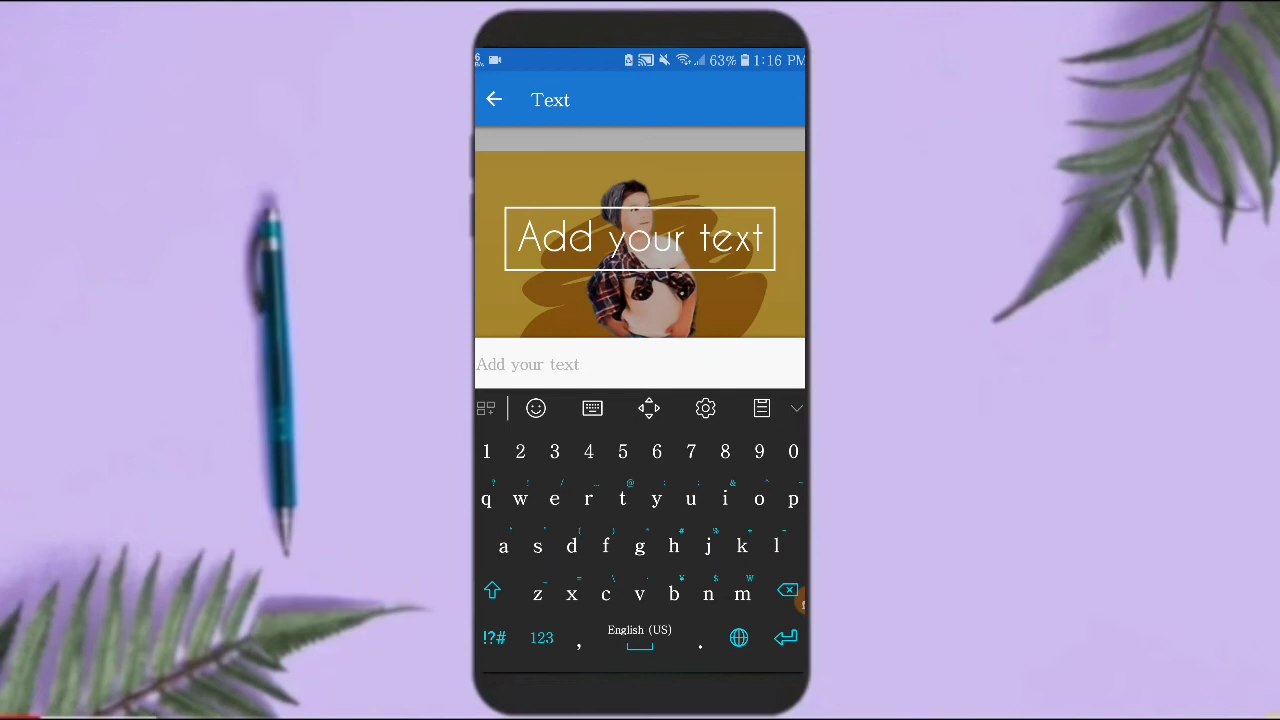 63% 1:16 PM
Text
Add your text
Add your text
1 2 3 4 5 6 7 8 9 0
q w e r t y u i o p
a s d f g h j k l
z x c v b n m
!?# 123 , English (US) .